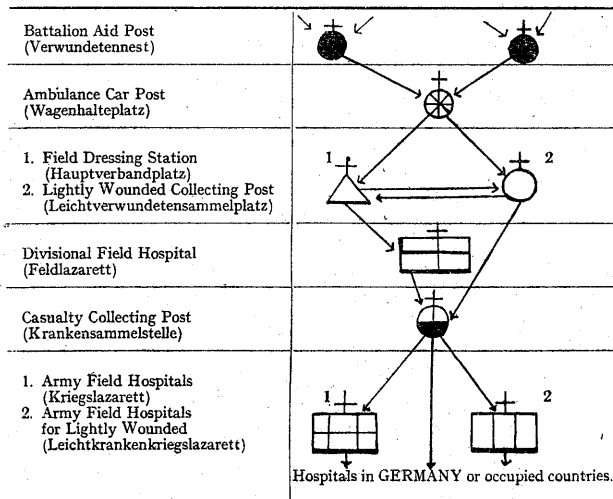 Battalion Aid Post
(Verwundetennest)
Ambulance Car Post
(Wagenhalteplatz)
1. Field Dressing Station
(Hauptverbandplatz)
2. Lightly Wounded Collecting Post
(Leichtverwundetensammelplatz)
1
2
Divisional Field Hospital
(Feldlazarett)
Casualty Collecting Post
(Krankensammelstelle)
1. Army Field Hospitals
(Kriegslazarett)
2. Army Field Hospitals
for Lightly Wounded
(Leichtkrankenkriegslazarett)
1
2
Hospitals in GERMANY or occupied countries.